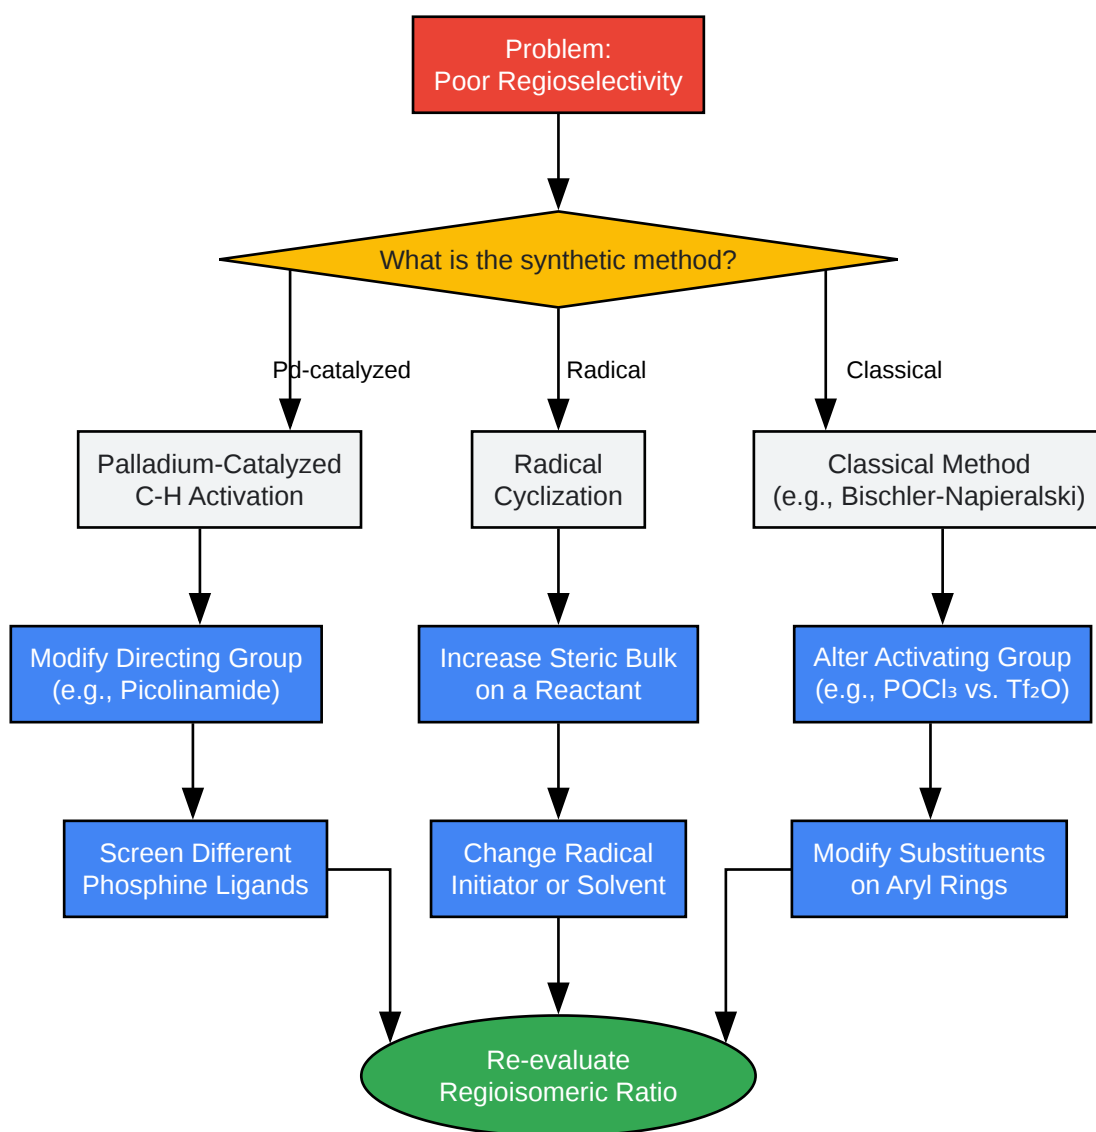 Problem:
Poor Regioselectivity
What is the synthetic method?
Pd-catalyzed
Radical
Classical
Palladium-Catalyzed
C-H Activation
Radical
Cyclization
Classical Method
(e.g., Bischler-Napieralski)
Modify Directing Group
(e.g., Picolinamide)
Increase Steric Bulk
on a Reactant
Alter Activating Group
(e.g., POCl₃ vs. Tf₂O)
Screen Different
Phosphine Ligands
Change Radical
Initiator or Solvent
Modify Substituents
on Aryl Rings
Re-evaluate
Regioisomeric Ratio